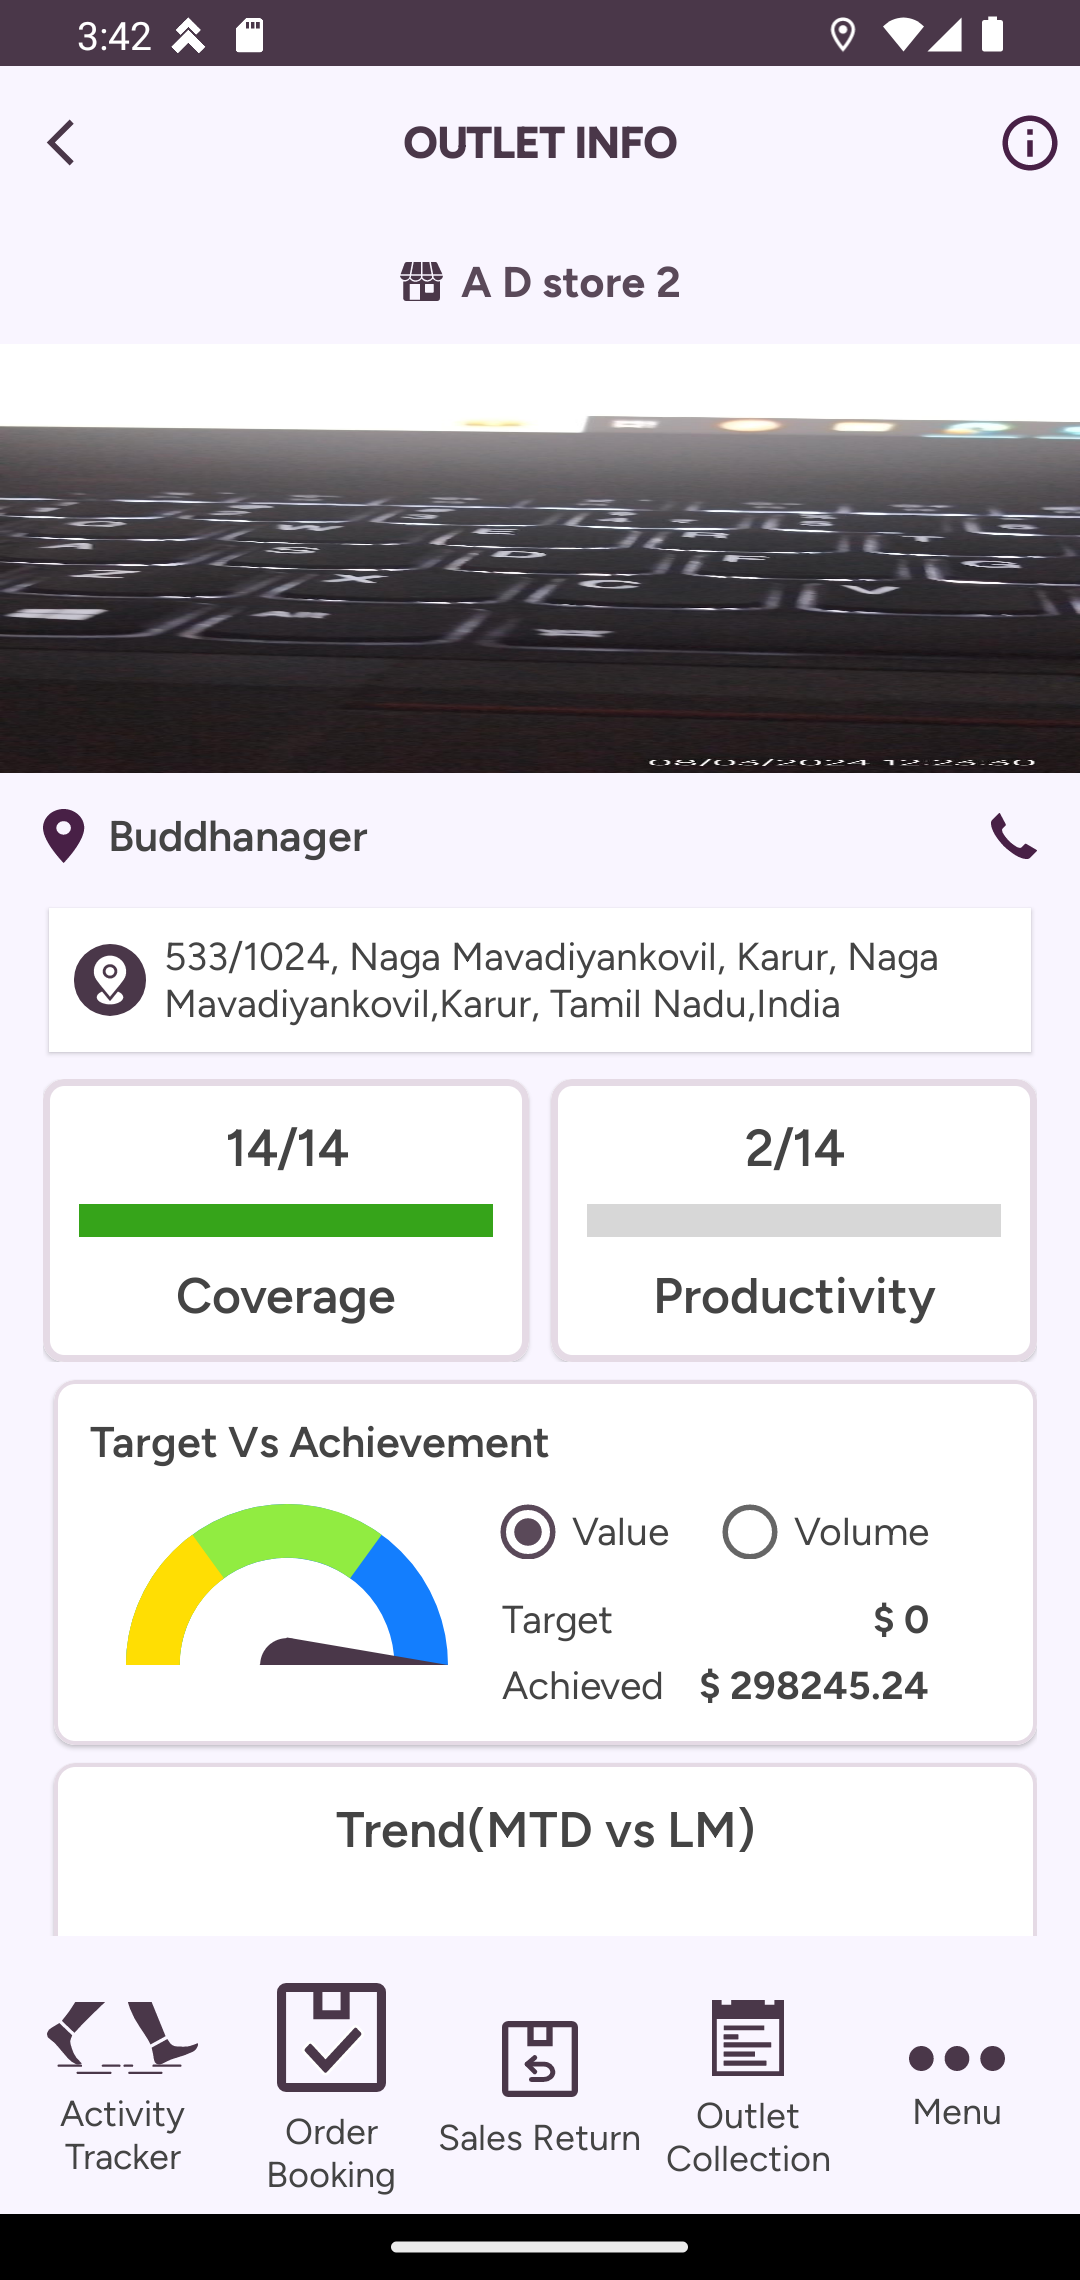 3:42
OUTLET INFO
A D store 2
08/03/2024 12:23:30
Buddhanager
533/1024, Naga Mavadiyankovil, Karur, Naga
Mavadiyankovil,Karur, Tamil Nadu,India
14/14
Coverage
2/14
Productivity
Target Vs Achievement
Value
Volume
Target
$ 0
Achieved
$ 298245.24
Trend(MTD vs LM)
Activity
Tracker
Order
Booking
Sales Return
Outlet
Collection
Menu